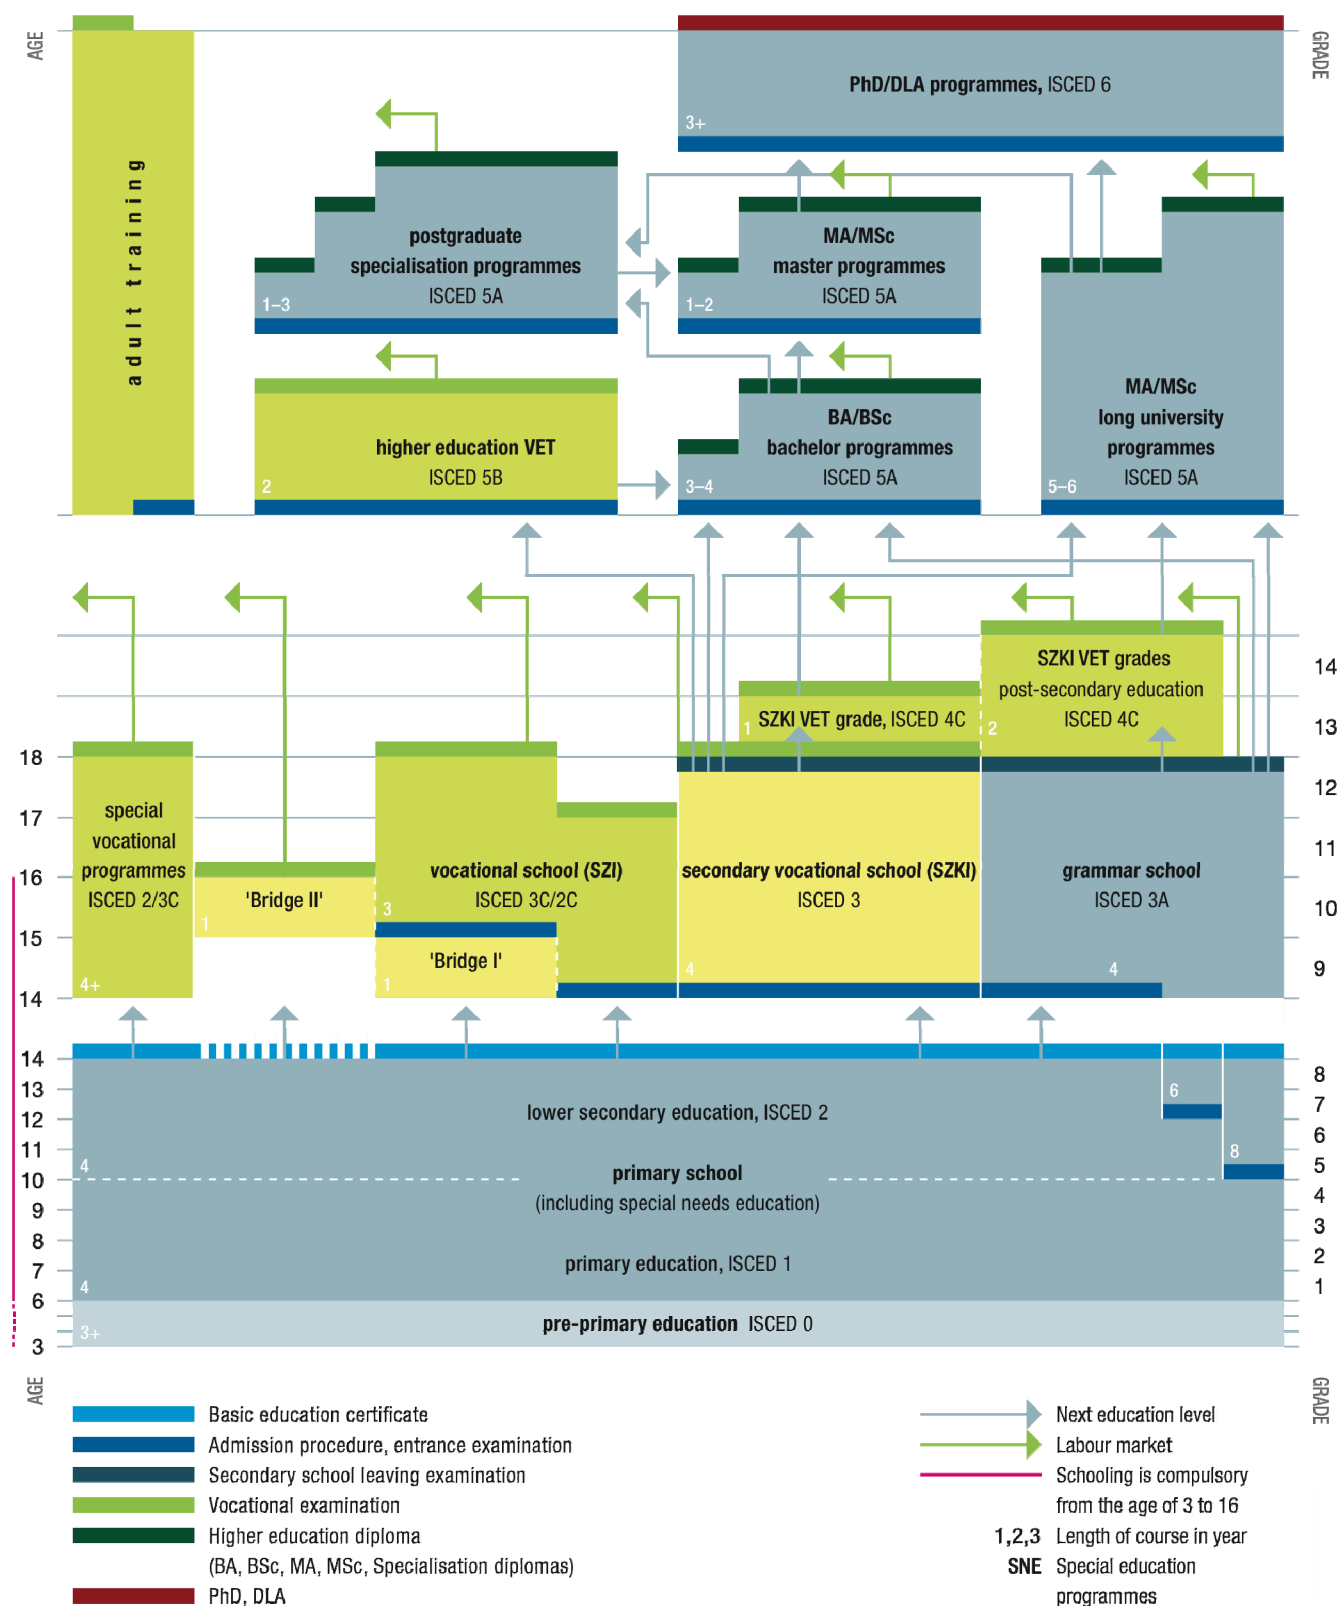 AGE
GRADE
PhD/DLA programmes, ISCED 6
3+
adult training
postgraduate
specialisation programmes
ISCED 5A
1–3
MA/MSc
master programmes
ISCED 5A
1–2
higher education VET
ISCED 5B
2
BA/BSc
bachelor programmes
ISCED 5A
3–4
MA/MSc
long university
programmes
ISCED 5A
5–6
SZKI VET grades
post-secondary education
ISCED 4C
2
SZKI VET grade, ISCED 4C
1
14
13
18
12
17
11
16
10
15
9
14
special
vocational
programmes
ISCED 2/3C
4+
'Bridge II'
1
vocational school (SZI)
ISCED 3C/2C
3
'Bridge I'
1
secondary vocational school (SZKI)
ISCED 3
4
grammar school
ISCED 3A
4
14
8
13
6
7
12
lower secondary education, ISCED 2
6
11
8
4
5
10
primary school
4
9
(including special needs education)
3
8
2
7
primary education, ISCED 1
4
1
6
pre-primary education ISCED 0
3+
3
AGE
GRADE
Basic education certificate
Admission procedure, entrance examination
Secondary school leaving examination
Vocational examination
Higher education diploma
(BA, BSc, MA, MSc, Specialisation diplomas)
PhD, DLA
Next education level
Labour market
Schooling is compulsory
from the age of 3 to 16
1,2,3 Length of course in year
SNE Special education
programmes